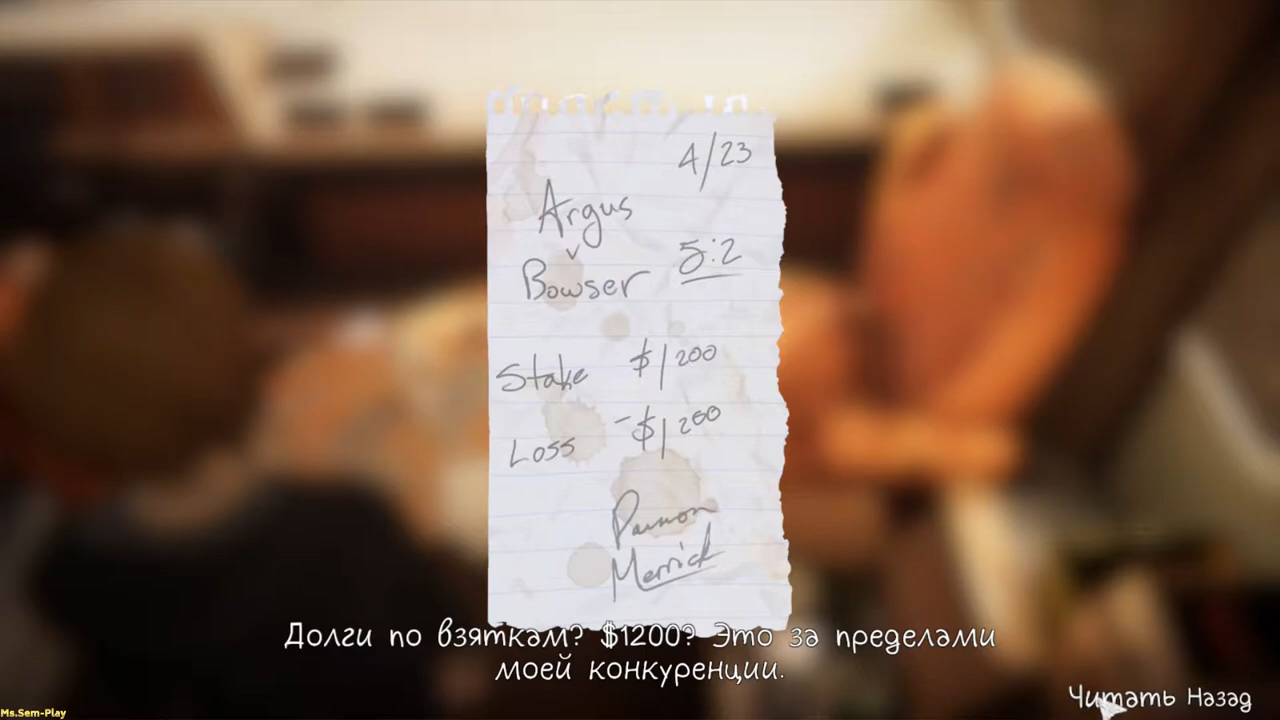 4/23
Argus
v
Bowser 5:2
Stake $1200
Loss -$1200
Merrick
Долги по взяткам? $1200? Это за пределами
моей конкуренции.
Читать Назад
Ms.Sem-Play